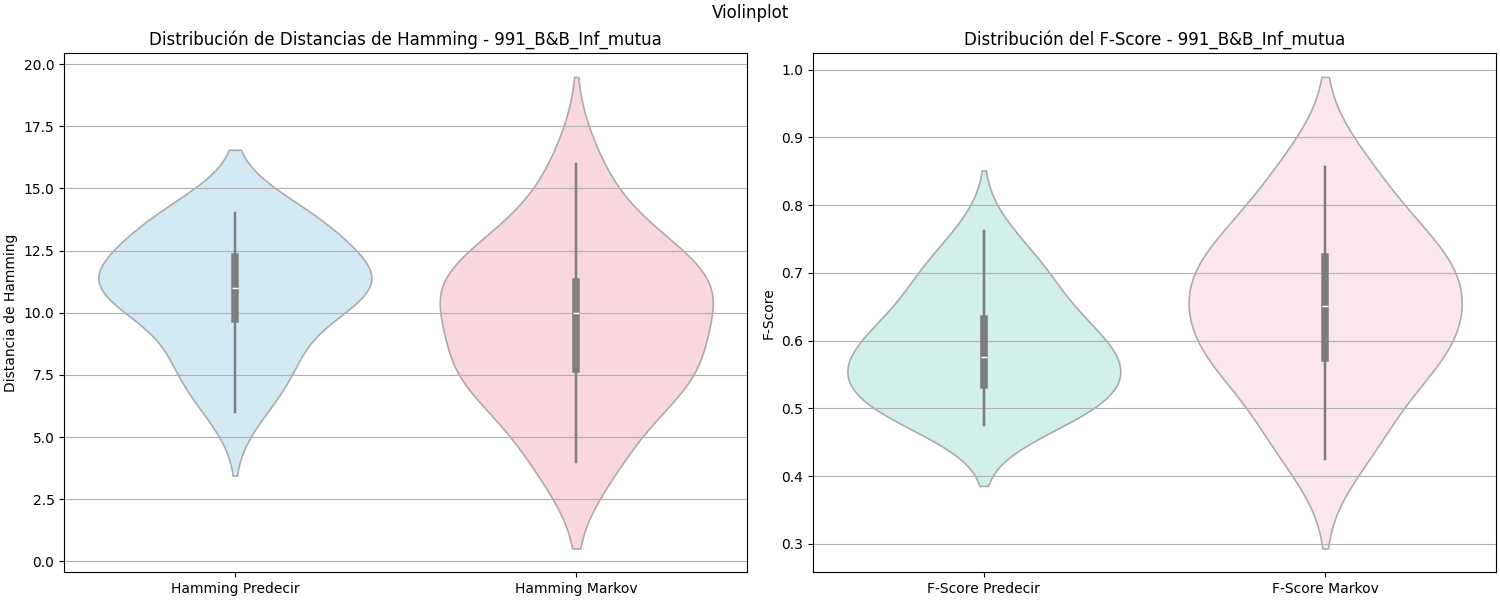 Violinplot
Distribución de Distancias de Hamming - 991_B&B_Inf_mutua
Distancia de Hamming
20.0
17.5
15.0
12.5
10.0
7.5
5.0
2.5
0.0
Hamming Predecir
Hamming Markov
Distribución del F-Score - 991_B&B_Inf_mutua
F-Score
1.0
0.9
0.8
0.7
0.6
0.5
0.4
0.3
F-Score Predecir
F-Score Markov